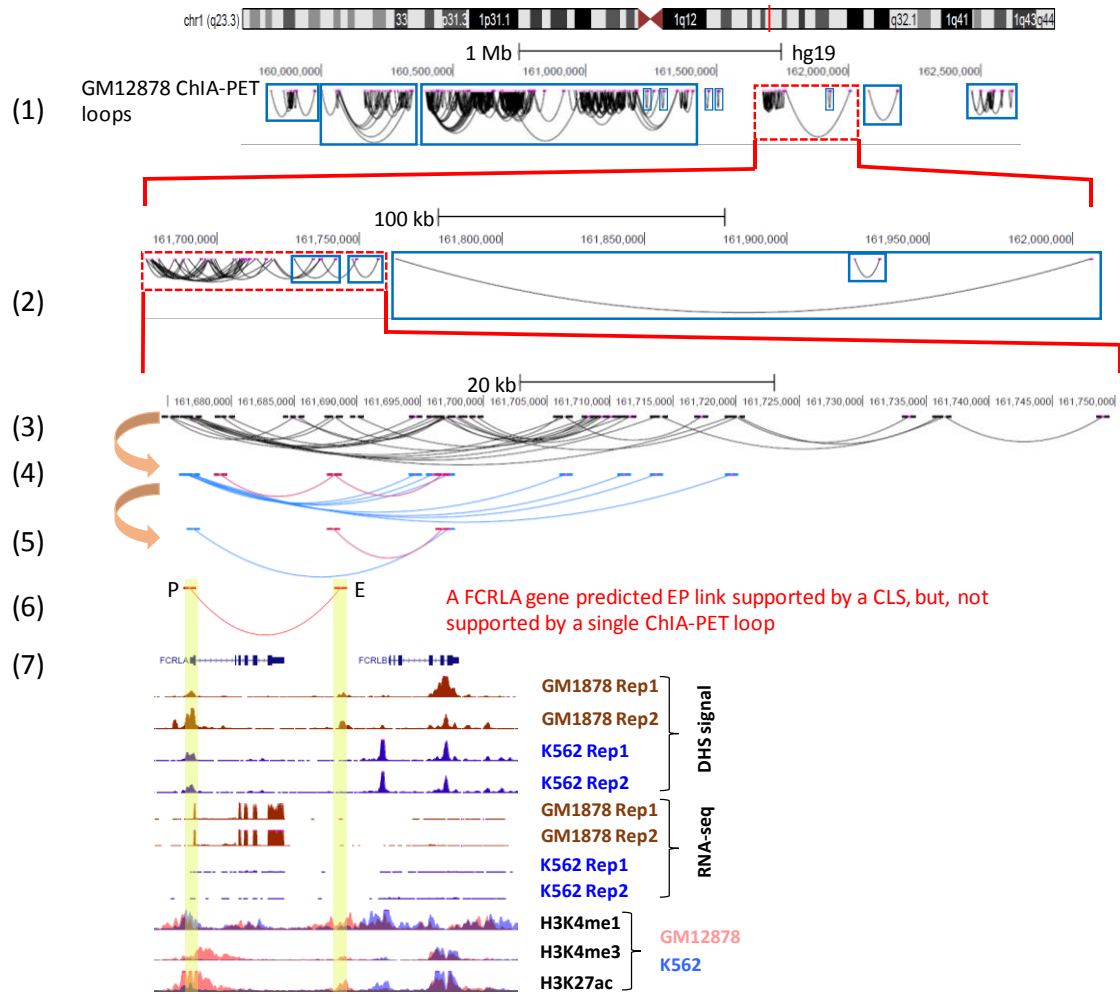 chr1 (q23.3) 33 p31.3 1p31.1 1q12 q32.1 1q41 1q43 q44
1 Mb hg19
160,000,000 160,500,000 161,000,000 161,500,000 162,000,000 162,500,000
(1) GM12878 ChIA-PET
loops
100 kb
161,700,000 161,750,000 161,800,000 161,850,000 161,900,000 161,950,000 162,000,000
(2)
20 kb
161,680,000 161,685,000 161,690,000 161,695,000 161,700,000 161,705,000 161,710,000 161,715,000 161,720,000 161,725,000 161,730,000 161,735,000 161,740,000 161,745,000 161,750,000
(3)
(4)
(5)
(6) P E A FCRLA gene predicted EP link supported by a CLS, but, not
supported by a single ChIA-PET loop
(7) FCRLA FCRLB
GM1878 Rep1
GM1878 Rep2
K562 Rep1
K562 Rep2
DHS signal
GM1878 Rep1
GM1878 Rep2
K562 Rep1
K562 Rep2
RNA-seq
H3K4me1
H3K4me3
H3K27ac
GM12878
K562